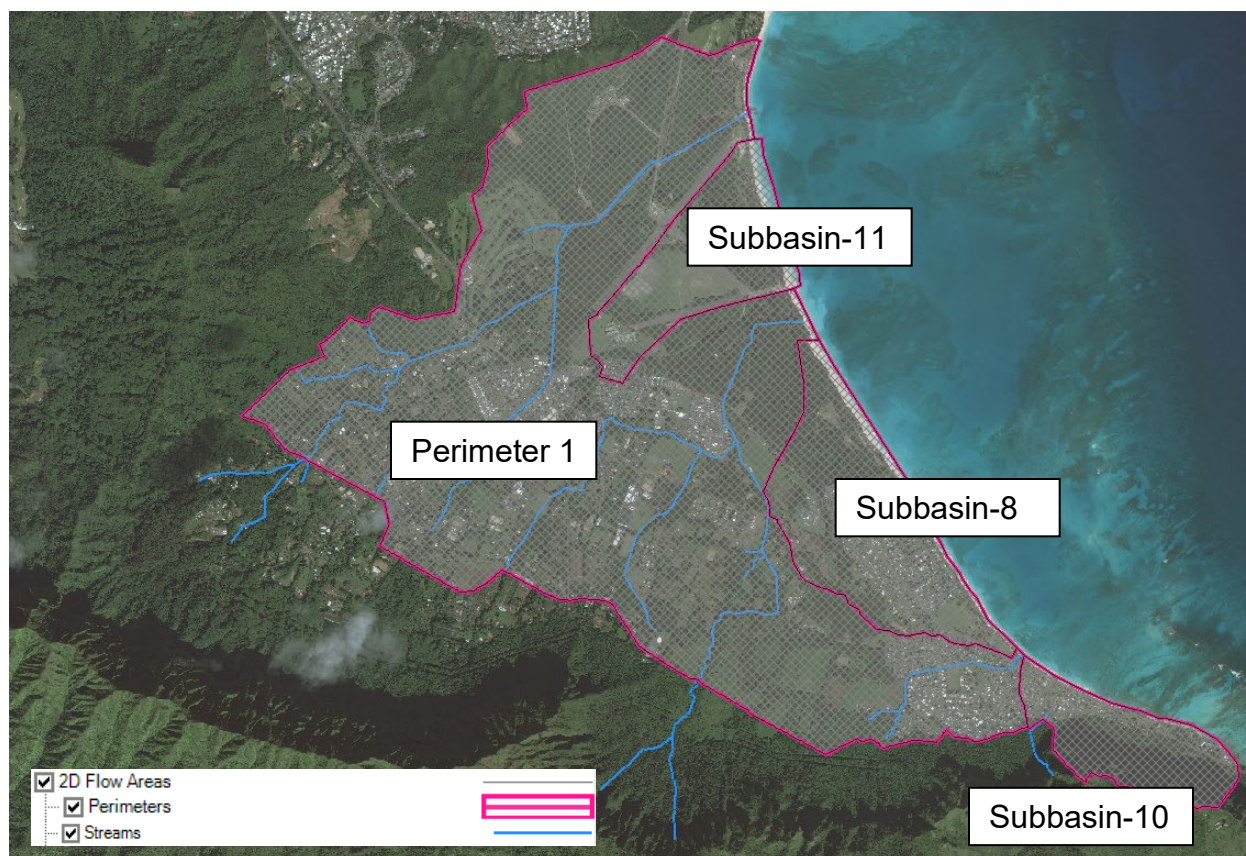 Subbasin-11
Perimeter 1
Subbasin-8
2D Flow Areas
Perimeters
Streams
Subbasin-10